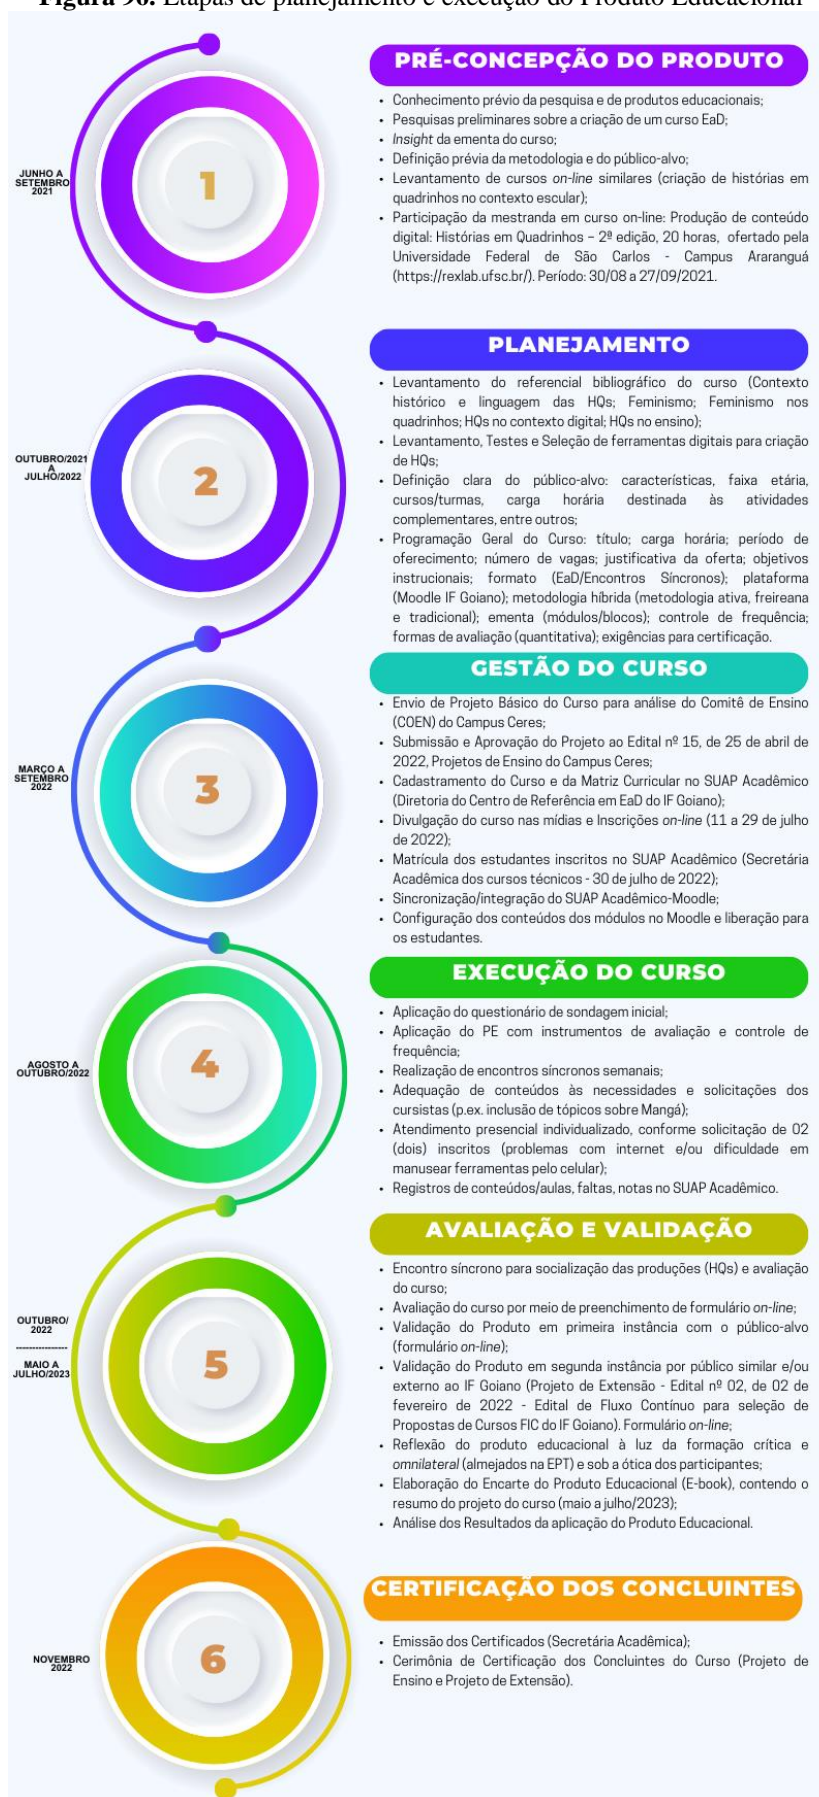 Figura 96. Etapas de planejamento e execução do Produto Educacional
PRÉ-CONCEPÇÃO DO PRODUTO
JUNHO A
SETEMBRO
2021
1
• Conhecimento prévio da pesquisa e de produtos educacionais;
• Pesquisas preliminares sobre a criação de um curso EaD;
• Insight da ementa do curso;
• Definição prévia da metodologia e do público-alvo;
• Levantamento de cursos on-line similares (criação de histórias em
quadrinhos no contexto escular);
• Participação da mestranda em curso on-line: Produção de conteúdo
digital: Histórias em Quadrinhos – 2ª edição, 20 horas, ofertado pela
Universidade Federal de São Carlos - Campus Araranguá
(https://rexlab.ufsc.br/). Período: 30/08 a 27/09/2021.
PLANEJAMENTO
OUTUBRO/2021
A
JULHO/2022
2
• Levantamento do referencial bibliográfico do curso (Contexto
histórico e linguagem das HQs; Feminismo; Feminismo nos
quadrinhos; HQs no contexto digital; HQs no ensino);
• Levantamento, Testes e Seleção de ferramentas digitais para criação
de HQs;
• Definição clara do público-alvo: características, faixa etária,
cursos/turmas, carga horária destinada às atividades
complementares, entre outros;
• Programação Geral do Curso: título; carga horária; período de
oferecimento; número de vagas; justificativa da oferta; objetivos
instrucionais; formato (EaD/Encontros Síncronos); plataforma
(Moodle IF Goiano); metodologia híbrida (metodologia ativa, freireana
e tradicional); ementa (módulos/blocos); controle de frequência;
formas de avaliação (quantitativa); exigências para certificação.
GESTÃO DO CURSO
MARÇO A
SETEMBRO
2022
3
• Envio de Projeto Básico do Curso para análise do Comitê de Ensino
(COEN) do Campus Ceres;
• Submissão e Aprovação do Projeto ao Edital nº 15, de 25 de abril de
2022, Projetos de Ensino do Campus Ceres;
• Cadastramento do Curso e da Matriz Curricular no SUAP Acadêmico
(Diretoria do Centro de Referência em EaD do IF Goiano);
• Divulgação do curso nas mídias e Inscrições on-line (11 a 29 de julho
de 2022);
• Matrícula dos estudantes inscritos no SUAP Acadêmico (Secretária
Acadêmica dos cursos técnicos - 30 de julho de 2022);
• Sincronização/integração do SUAP Acadêmico-Moodle;
• Configuração dos conteúdos dos módulos no Moodle e liberação para
os estudantes.
EXECUÇÃO DO CURSO
AGOSTO A
OUTUBRO/2022
4
• Aplicação do questionário de sondagem inicial;
• Aplicação do PE com instrumentos de avaliação e controle de
frequência;
• Realização de encontros síncronos semanais;
• Adequação de conteúdos às necessidades e solicitações dos
cursistas (p.ex. inclusão de tópicos sobre Mangá);
• Atendimento presencial individualizado, conforme solicitação de 02
(dois) inscritos (problemas com internet e/ou dificuldade em
manusear ferramentas pelo celular);
• Registros de conteúdos/aulas, faltas, notas no SUAP Acadêmico.
AVALIAÇÃO E VALIDAÇÃO
OUTUBRO/
2022
----------------
MAIO A
JULHO/2023
5
• Encontro síncrono para socialização das produções (HQs) e avaliação
do curso;
• Avaliação do curso por meio de preenchimento de formulário on-line;
• Validação do Produto em primeira instância com o público-alvo
(formulário on-line);
• Validação do Produto em segunda instância por público similar e/ou
externo ao IF Goiano (Projeto de Extensão - Edital nº 02, de 02 de
fevereiro de 2022 - Edital de Fluxo Contínuo para seleção de
Propostas de Cursos FIC do IF Goiano). Formulário on-line;
• Reflexão do produto educacional à luz da formação crítica e
omnilateral (almejados na EPT) e sob a ótica dos participantes;
• Elaboração do Encarte do Produto Educacional (E-book), contendo o
resumo do projeto do curso (maio a julho/2023);
• Análise dos Resultados da aplicação do Produto Educacional.
CERTIFICAÇÃO DOS CONCLUINTES
NOVEMBRO
2022
6
• Emissão dos Certificados (Secretária Acadêmica);
• Cerimônia de Certificação dos Concluintes do Curso (Projeto de
Ensino e Projeto de Extensão).